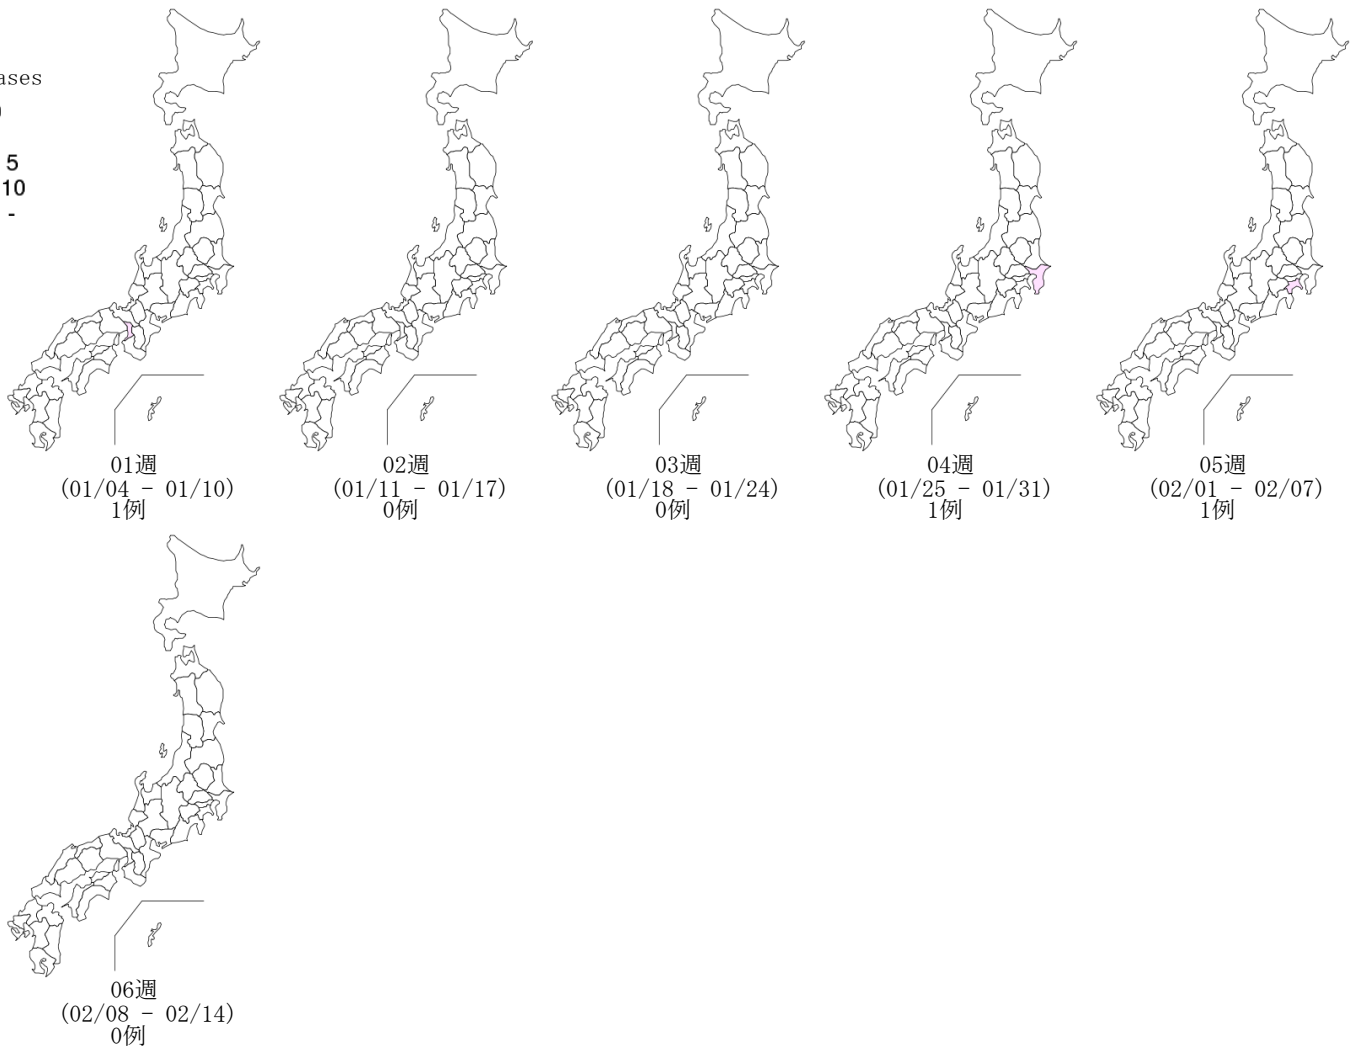 ases
5
10
-
01週
(01/04 - 01/10)
1例
02週
(01/11 - 01/17)
0例
03週
(01/18 - 01/24)
0例
04週
(01/25 - 01/31)
1例
05週
(02/01 - 02/07)
1例
06週
(02/08 - 02/14)
0例